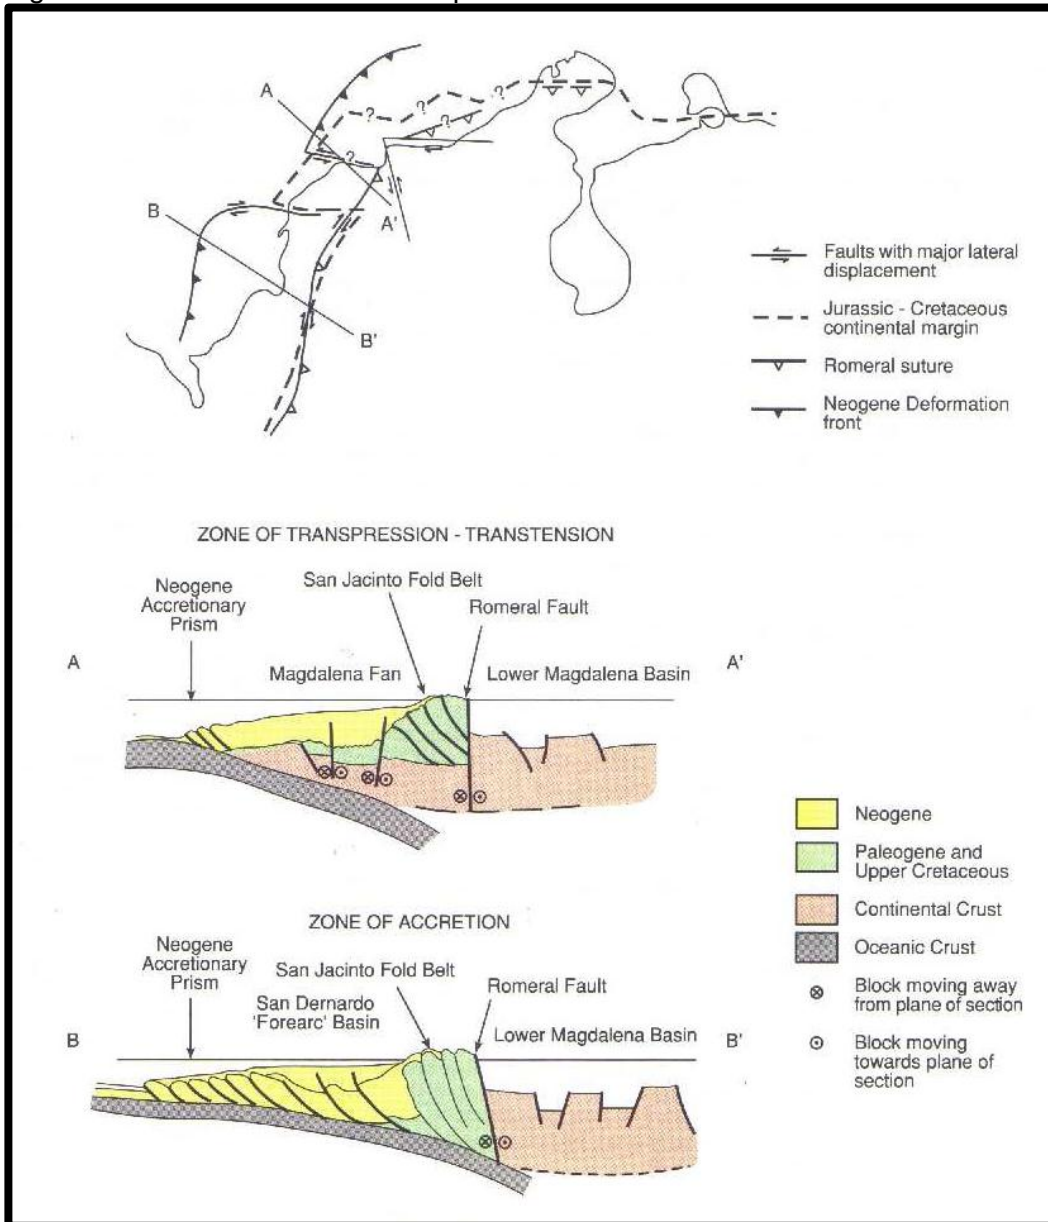 A
?
?
?
?
?
B
A'
B'
Faults with major lateral
displacement
Jurassic - Cretaceous
continental margin
Romeral suture
Neogene Deformation
front
ZONE OF TRANSPRESSION - TRANSTENSION
San Jacinto Fold Belt
Neogene
Accretionary
Prism
Romeral Fault
A
Magdalena Fan
Lower Magdalena Basin
A'
Neogene
Paleogene and
Upper Cretaceous
Continental Crust
Oceanic Crust
Block moving away
from plane of section
Block moving
towards plane of
section
ZONE OF ACCRETION
Neogene
Accretionary
Prism
San Jacinto Fold Belt
San Dernardo
'Forearc' Basin
Romeral Fault
B
Lower Magdalena Basin
B'